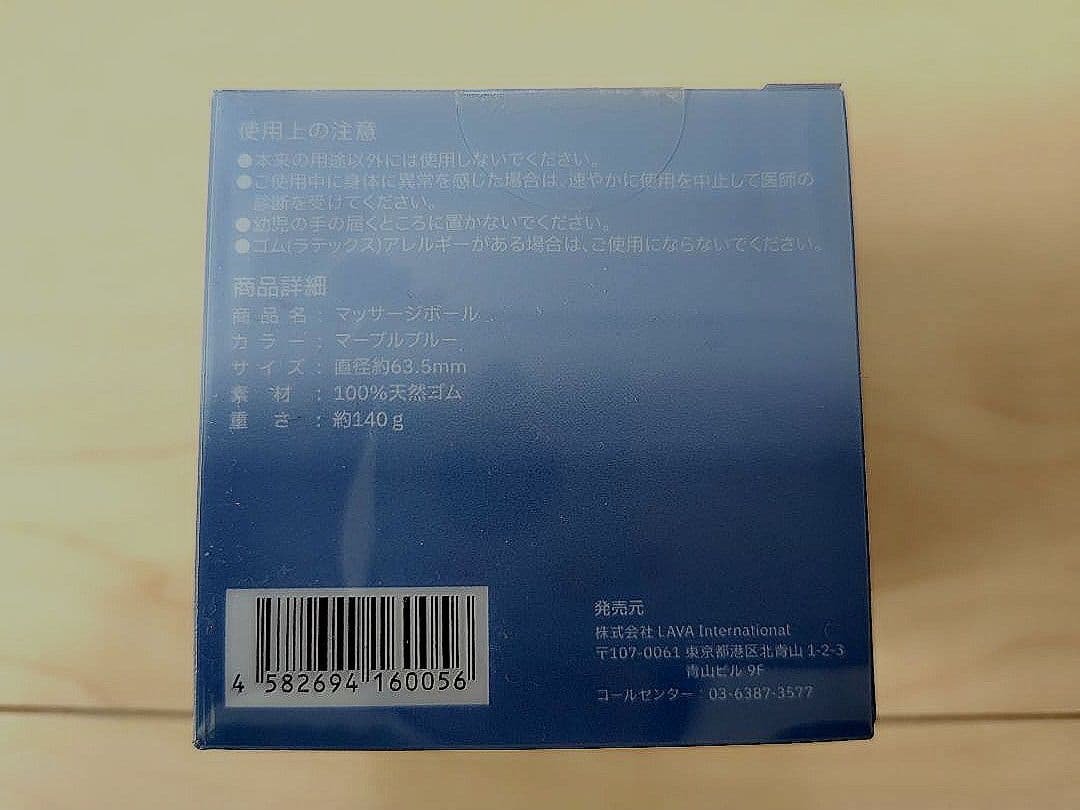 使用上の注意
●本来の用途以外には使用しないでください。
●ご使用中に身体に異常を感じた場合は、速やかに使用を中止して医師の
診断を受けてください。
●幼児の手の届くところに置かないでください。
●ゴム(ラテックス)アレルギーがある場合は、ご使用にならないでください。
商品詳細
商品名：マッサージボール
カラー：マーブルブルー
サイズ：直径約63.5mm
素材：100%天然ゴム
重さ：約140g
4 582694 160056
発売元
株式会社 LAVA International
〒107-0061 東京都港区北青山 1-2-3
青山ビル 9F
コールセンター：03-6387-3577